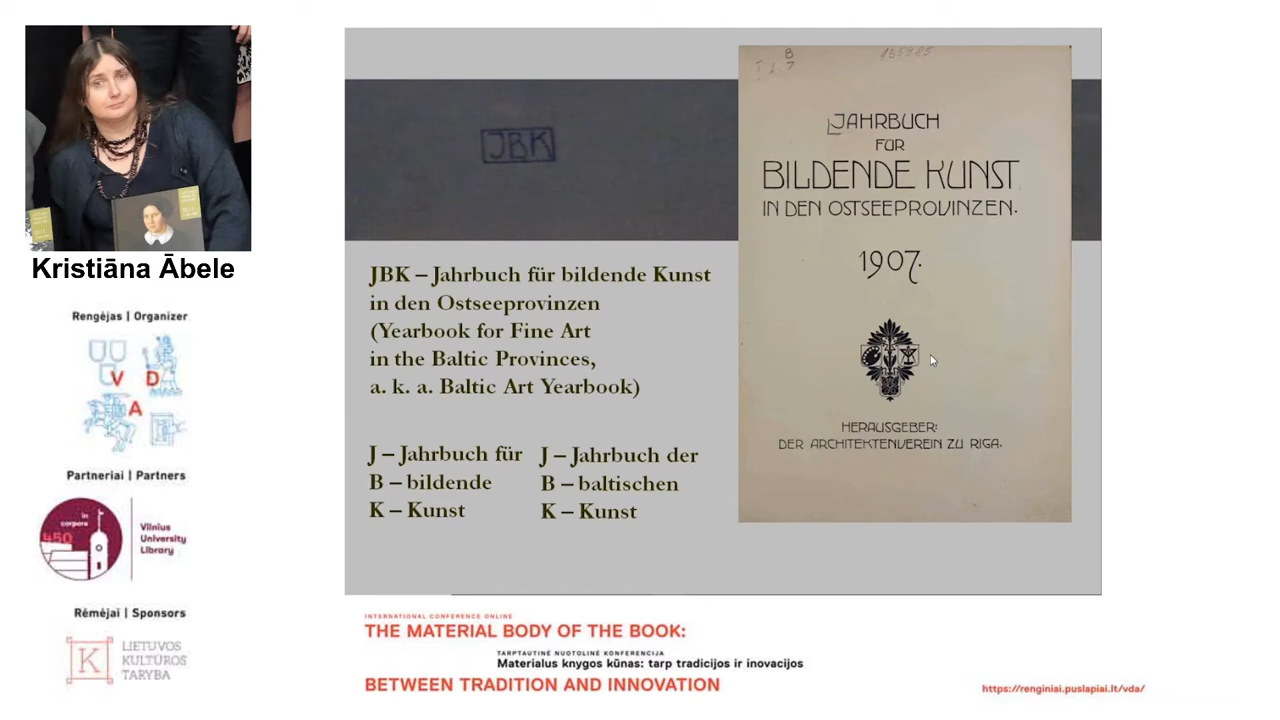 Kristiāna Ābele
Rengėjas | Organizer
V D
A
Partneriai | Partners
in
corpore
450
Vilnius
University
Library
Rėmėjai | Sponsors
K
LIETUVOS
KULTŪROS
TARYBA
JBK
JBK – Jahrbuch für bildende Kunst
in den Ostseeprovinzen
(Yearbook for Fine Art
in the Baltic Provinces,
a. k. a. Baltic Art Yearbook)
J – Jahrbuch für
B – bildende
K – Kunst
J – Jahrbuch der
B – baltischen
K – Kunst
JAHRBUCH
FÜR
BILDENDE KUNST
IN DEN OSTSEEPROVINZEN.
1907.
HERAUSGEBER:
DER ARCHITEKTENVEREIN ZU RIGA.
INTERNATIONAL CONFERENCE ONLINE
THE MATERIAL BODY OF THE BOOK:
TARPTAUTINĖ NUOTOLINĖ KONFERENCIJA
Materialus knygos kūnas: tarp tradicijos ir inovacijos
BETWEEN TRADITION AND INNOVATION
https://renginiai.puslapiai.lt/vda/